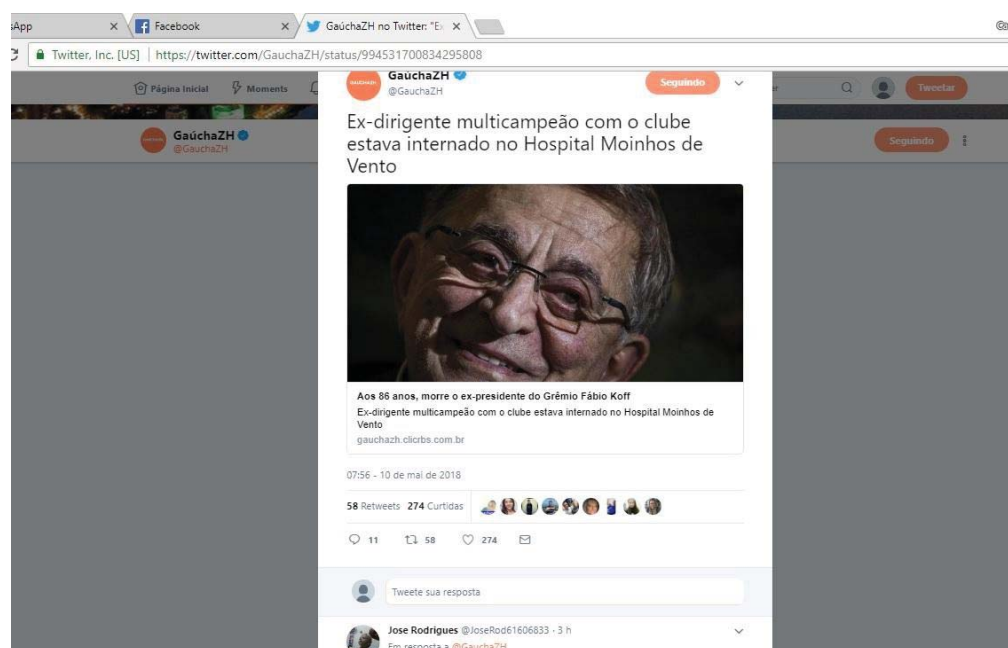 App
Facebook
GaúchaZH no Twitter: "Ex
Twitter, Inc. [US] | https://twitter.com/GauchaZH/status/994531700834295808
Página Inicial
Moments
Tweetar
GaúchaZH
@GauchaZH
Seguindo
GaúchaZH
@GauchaZH
Seguindo
Ex-dirigente multicampeão com o clube
estava internado no Hospital Moinhos de
Vento
Aos 86 anos, morre o ex-presidente do Grêmio Fábio Koff
Ex-dirigente multicampeão com o clube estava internado no Hospital Moinhos de
Vento
gauchazh.clicrbs.com.br
07:56 - 10 de mai de 2018
58 Retweets 274 Curtidas
11 58 274
Tweete sua resposta
Jose Rodrigues @JoseRod61606833 · 3 h
Em resposta a @GauchaZH